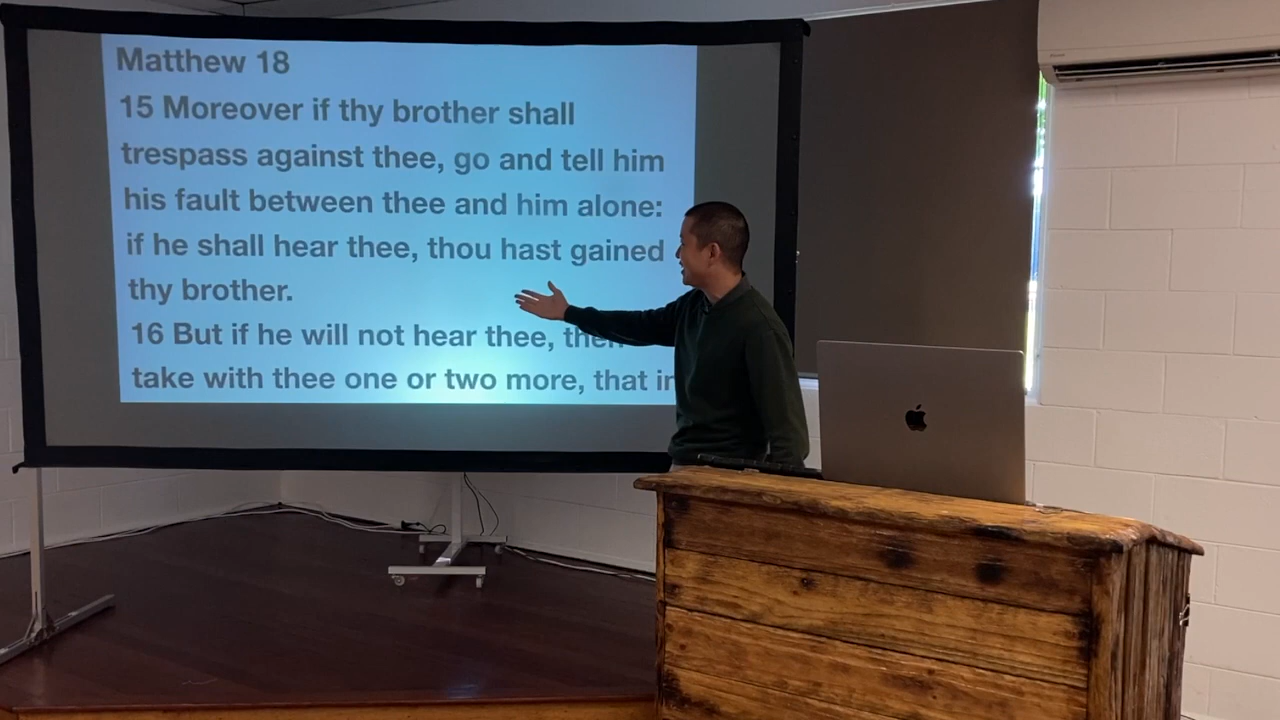 Matthew 18
15 Moreover if thy brother shall
trespass against thee, go and tell him
his fault between thee and him alone:
if he shall hear thee, thou hast gained
thy brother.
16 But if he will not hear thee, then
take with thee one or two more, that in